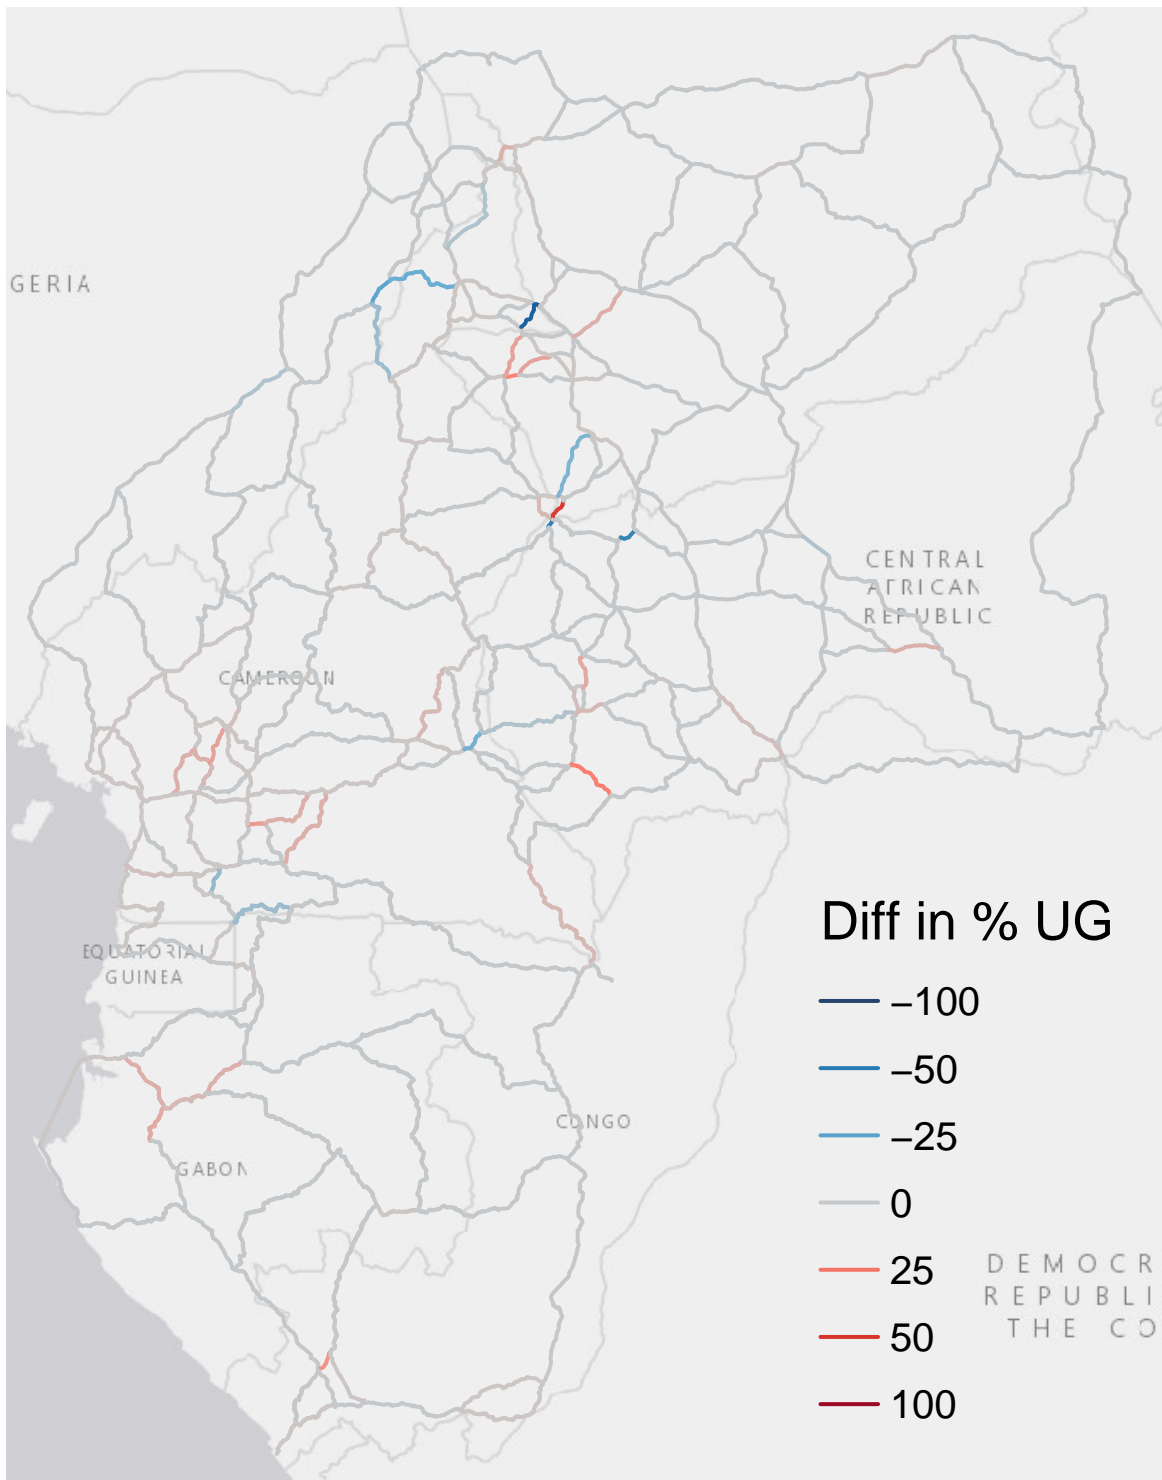 GERIA
CENTRAL
AFRICAN
REPUBLIC
CAMEROON
Diff in % UG
EQUATORIAL
GUINEA
−100
−50
−25
CONGO
GABON
0
25
DEMOCR
REPUBLI
THE CO
50
100